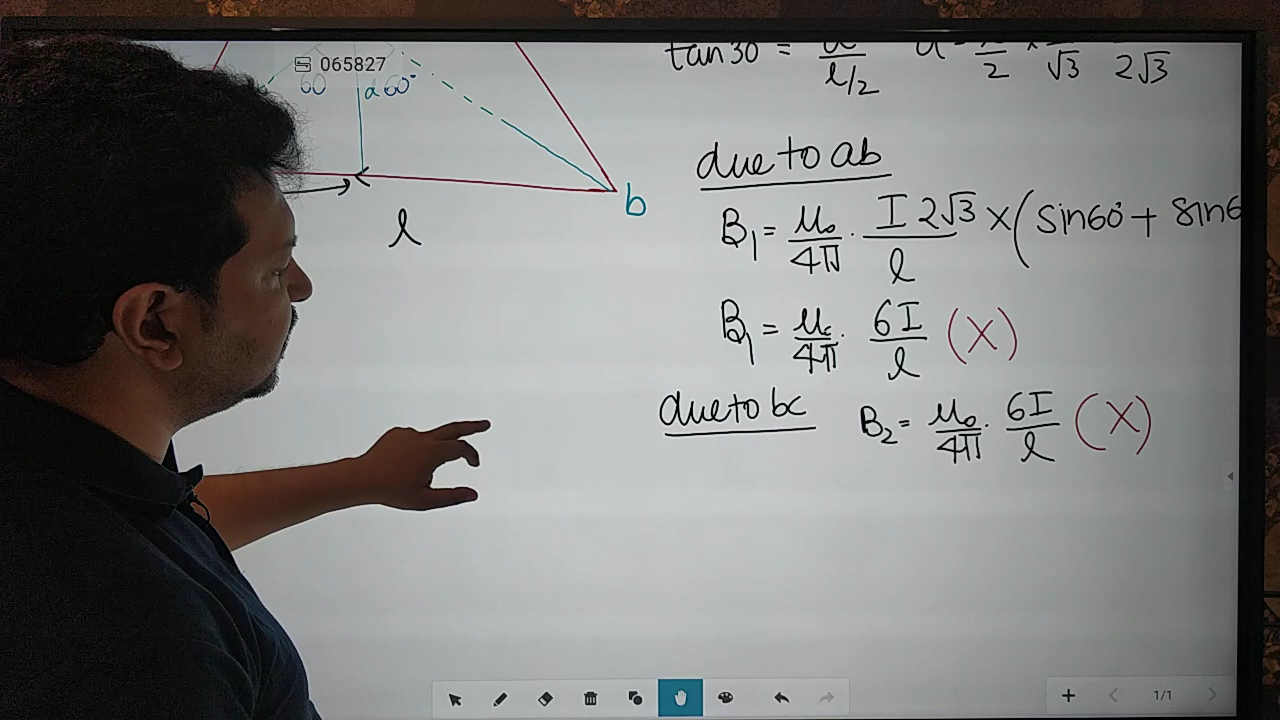 065827
60 d 60°
b
l
tan30 = d/(l/2) d = l/2 × 1/√3 2√3
due to ab
B₁ = μ₀/4π · I 2√3/l × (sin60° + sin6
B₁ = μ₀/4π · 6I/l (X)
due to bc B₂ = μ₀/4π · 6I/l (X)
1/1